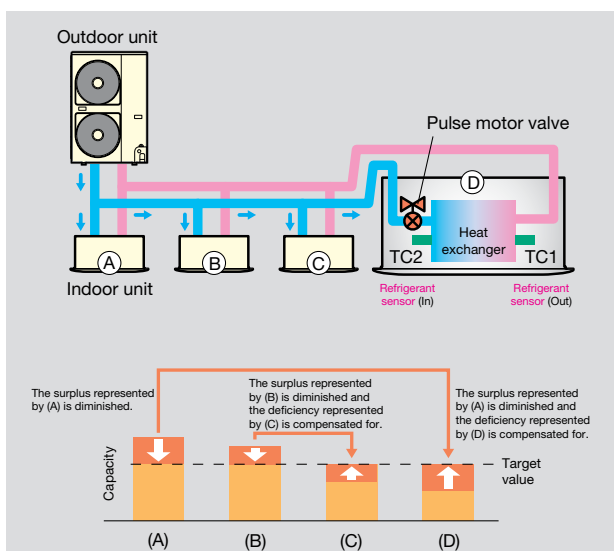 Outdoor unit
Pulse motor valve
D
Heat
exchanger
TC2
TC1
A
B
C
Indoor unit
Refrigerant
sensor (In)
Refrigerant
sensor (Out)
The surplus represented
by (A) is diminished.
The surplus represented
by (B) is diminished and
the deficiency represented
by (C) is compensated for.
The surplus represented
by (A) is diminished and
the deficiency represented
by (D) is compensated for.
Capacity
Target
value
(A)
(B)
(C)
(D)